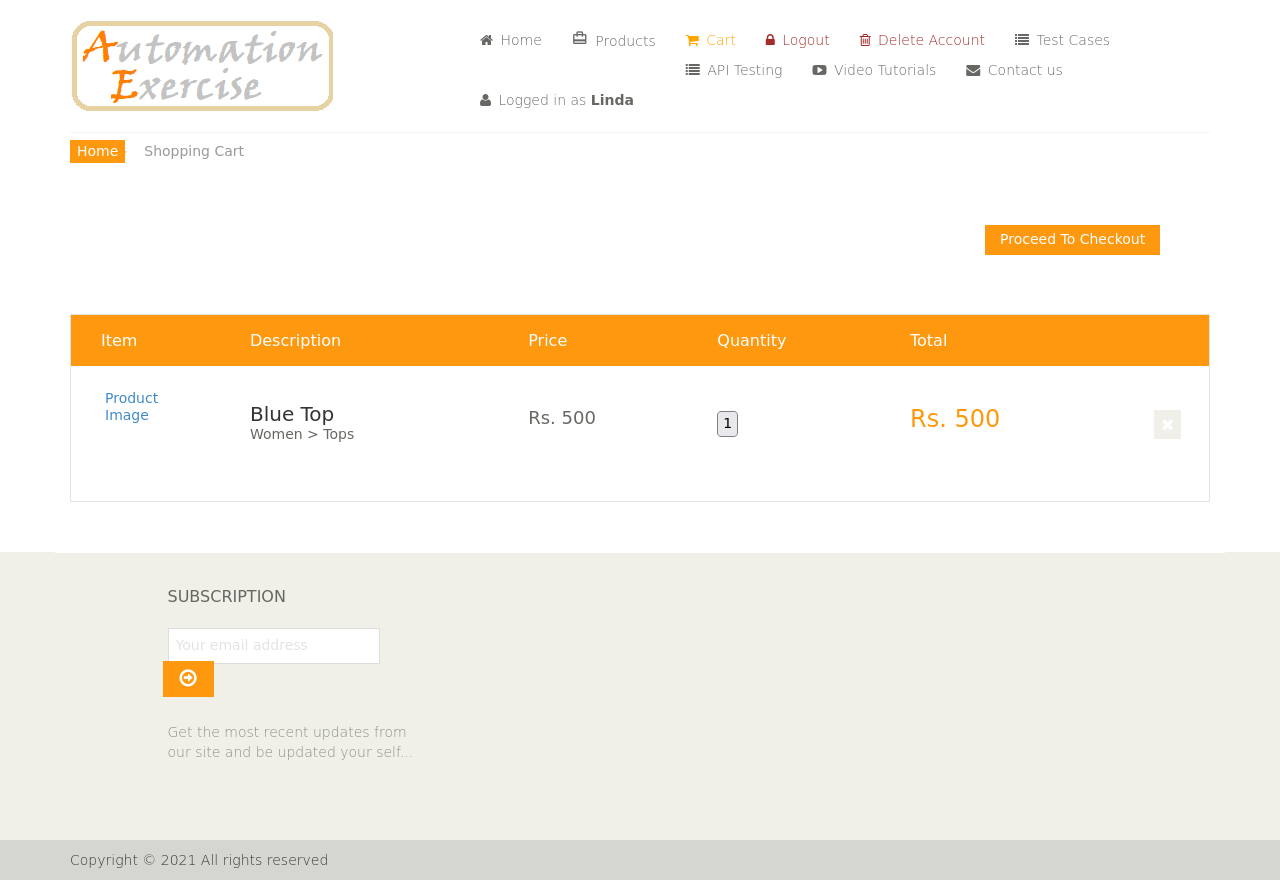 Automation
Exercise
Home Products Cart Logout Delete Account Test Cases
API Testing Video Tutorials Contact us
Logged in as Linda
Home Shopping Cart
Proceed To Checkout
Item Description Price Quantity Total
Product
Image
Blue Top
Women > Tops
Rs. 500
1
Rs. 500
SUBSCRIPTION
Your email address
Get the most recent updates from
our site and be updated your self...
Copyright © 2021 All rights reserved